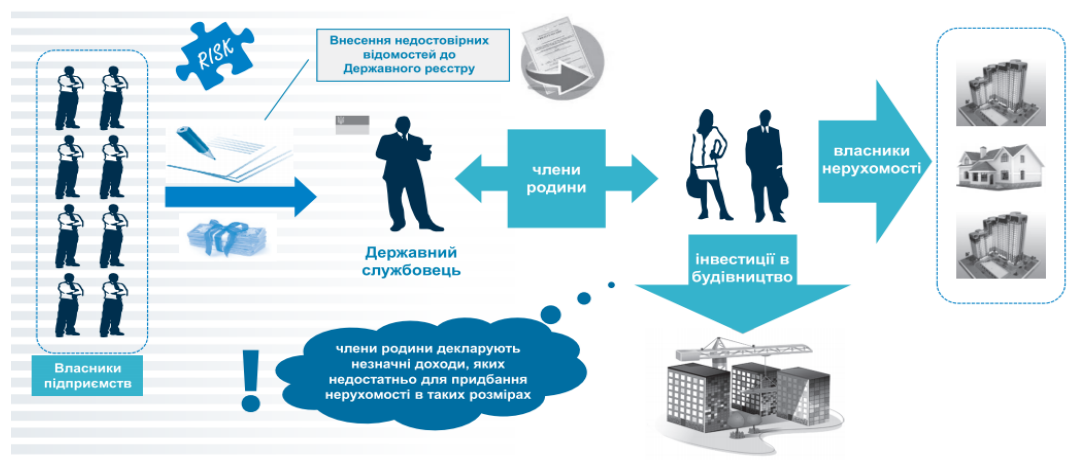 RISK
Внесення недостовірних
відомостей до
Державного реєстру
члени
родини
власники
нерухомості
Державний
службовець
інвестиції в
будівництво
Власники
підприємств
!
члени родини декларують
незначні доходи, яких
недостатньо для придбання
нерухомості в таких розмірах